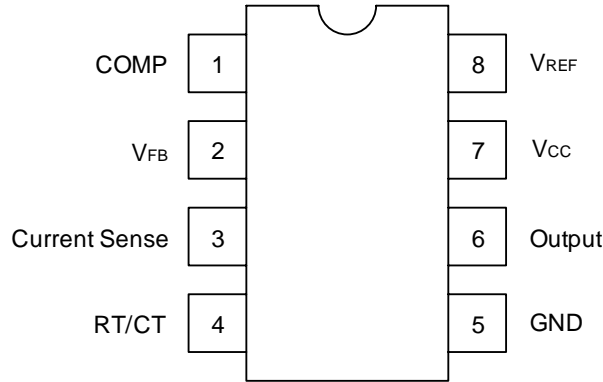 COMP 1 8 VREF
VFB 2 7 VCC
Current Sense 3 6 Output
RT/CT 4 5 GND